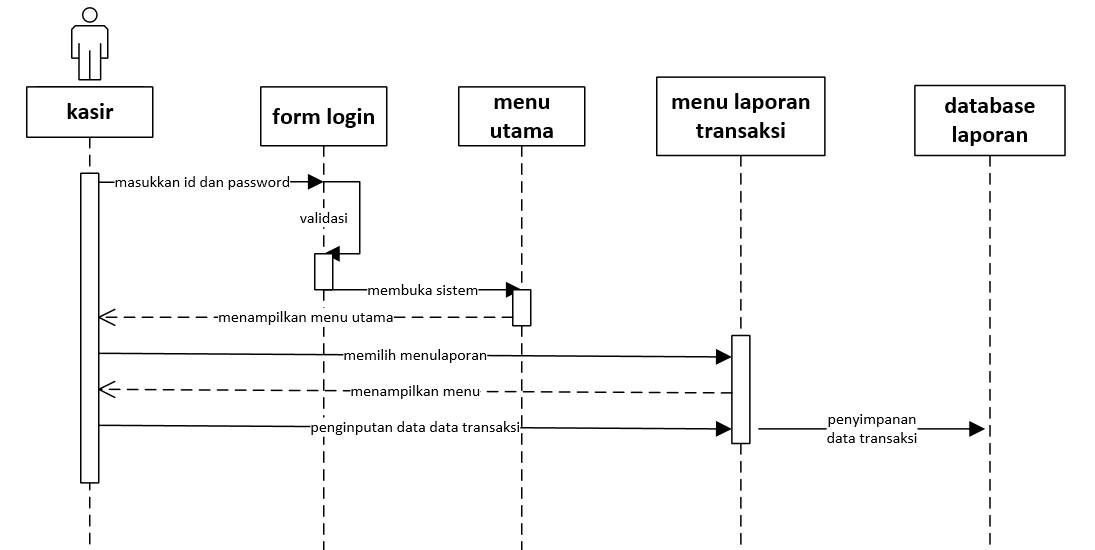 kasir
form login
menu
utama
menu laporan
transaksi
database
laporan
masukkan id dan password
validasi
membuka sistem
menampilkan menu utama
memilih menulaporan
menampilkan menu
penginputan data data transaksi
penyimpanan
data transaksi